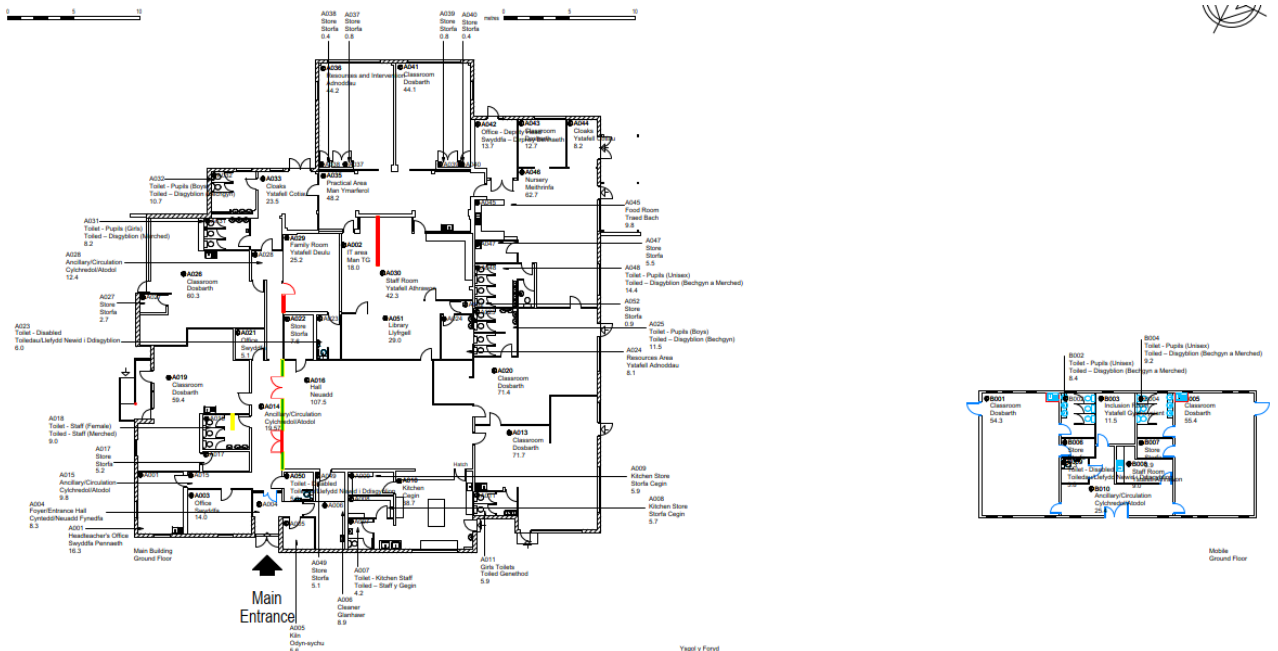 0 5 10
metres 0 5 10
A038
Store
Storfa
0.4
A037
Store
Storfa
0.8
A039
Store
Storfa
0.8
A040
Store
Storfa
0.4
A036
Resources and Intervention
Adnoddau
44.2
A041
Classroom
Dosbarth
44.1
A042
Office - Deputy Head
13.7
A043
Classroom
Dosbarth
12.7
A044
Cloaks
8.2
A046
Nursery
Meithrinfa
62.7
A045
Food Room
Traed Bach
9.8
A047
Store
Storfa
5.5
A048
Toilet - Pupils (Unisex)
Toiled – Disgyblion (Bechgyn a Merched)
14.4
A052
Store
Storfa
0.9
A025
Toilet - Pupils (Boys)
Toiled – Disgyblion (Bechgyn)
11.5
A024
Resources Area
Ystafell Adnoddau
8.1
A032
Toilet - Pupils (Boys)
10.7
A033
Cloaks
Ystafell Cotiau
23.5
A035
Practical Area
Man Ymarferol
48.2
A031
Toilet - Pupils (Girls)
Toiled – Disgyblion (Merched)
8.2
A028
Ancillary/Circulation
Cylchredol/Atodol
12.4
A029
Family Room
Ystafell Deulu
25.2
A002
IT area
Man TG
18.0
A030
Staff Room
Ystafell Athrawon
42.3
A026
Classroom
Dosbarth
60.3
A027
Store
Storfa
2.7
A051
Library
Llyfrgell
29.0
A022
Store
Storfa
A023
Toilet - Disabled
Toiledau/Llefydd Newid i Ddisgyblion
6.0
A021
Office
Swyddfa
5.1
A019
Classroom
Dosbarth
59.4
A016
Hall
Neuadd
107.5
A020
Classroom
Dosbarth
71.4
A014
Ancillary/Circulation
Cylchredol/Atodol
A018
Toilet - Staff (Female)
Toiled - Staff (Merched)
9.0
A013
Classroom
Dosbarth
71.7
A017
Store
Storfa
5.2
A015
Ancillary/Circulation
Cylchredol/Atodol
9.8
A003
Office
Swyddfa
14.0
A004
Foyer/Entrance Hall
Cyntedd/Neuadd Fynedfa
8.3
A001
Headteacher's Office
Swyddfa Pennaeth
16.3
Main Building
Ground Floor
A050
Toilet - Disabled
Hatch
A010
Kitchen
Cegin
A009
Kitchen Store
Storfa Cegin
5.9
A008
Kitchen Store
Storfa Cegin
5.7
A011
Girls Toilets
Toiled Genethod
5.9
A049
Store
Storfa
5.1
A007
Toilet - Kitchen Staff
Toiled – Staff y Gegin
4.2
A006
Cleaner
Glanhawr
8.9
A005
Kiln
Odyn-sychu
Main
Entrance
Ysgol y Foryd
B001
Classroom
Dosbarth
54.3
B002
Toilet - Pupils (Unisex)
Toiled – Disgyblion (Bechgyn a Merched)
8.4
B003
Inclusion Room
11.5
B004
Toilet - Pupils (Unisex)
Toiled – Disgyblion (Bechgyn a Merched)
9.2
B005
Classroom
Dosbarth
55.4
B006
Store
B007
Store
B008
Staff Room
B010
Ancillary/Circulation
Cylchredol/Atodol
Mobile
Ground Floor